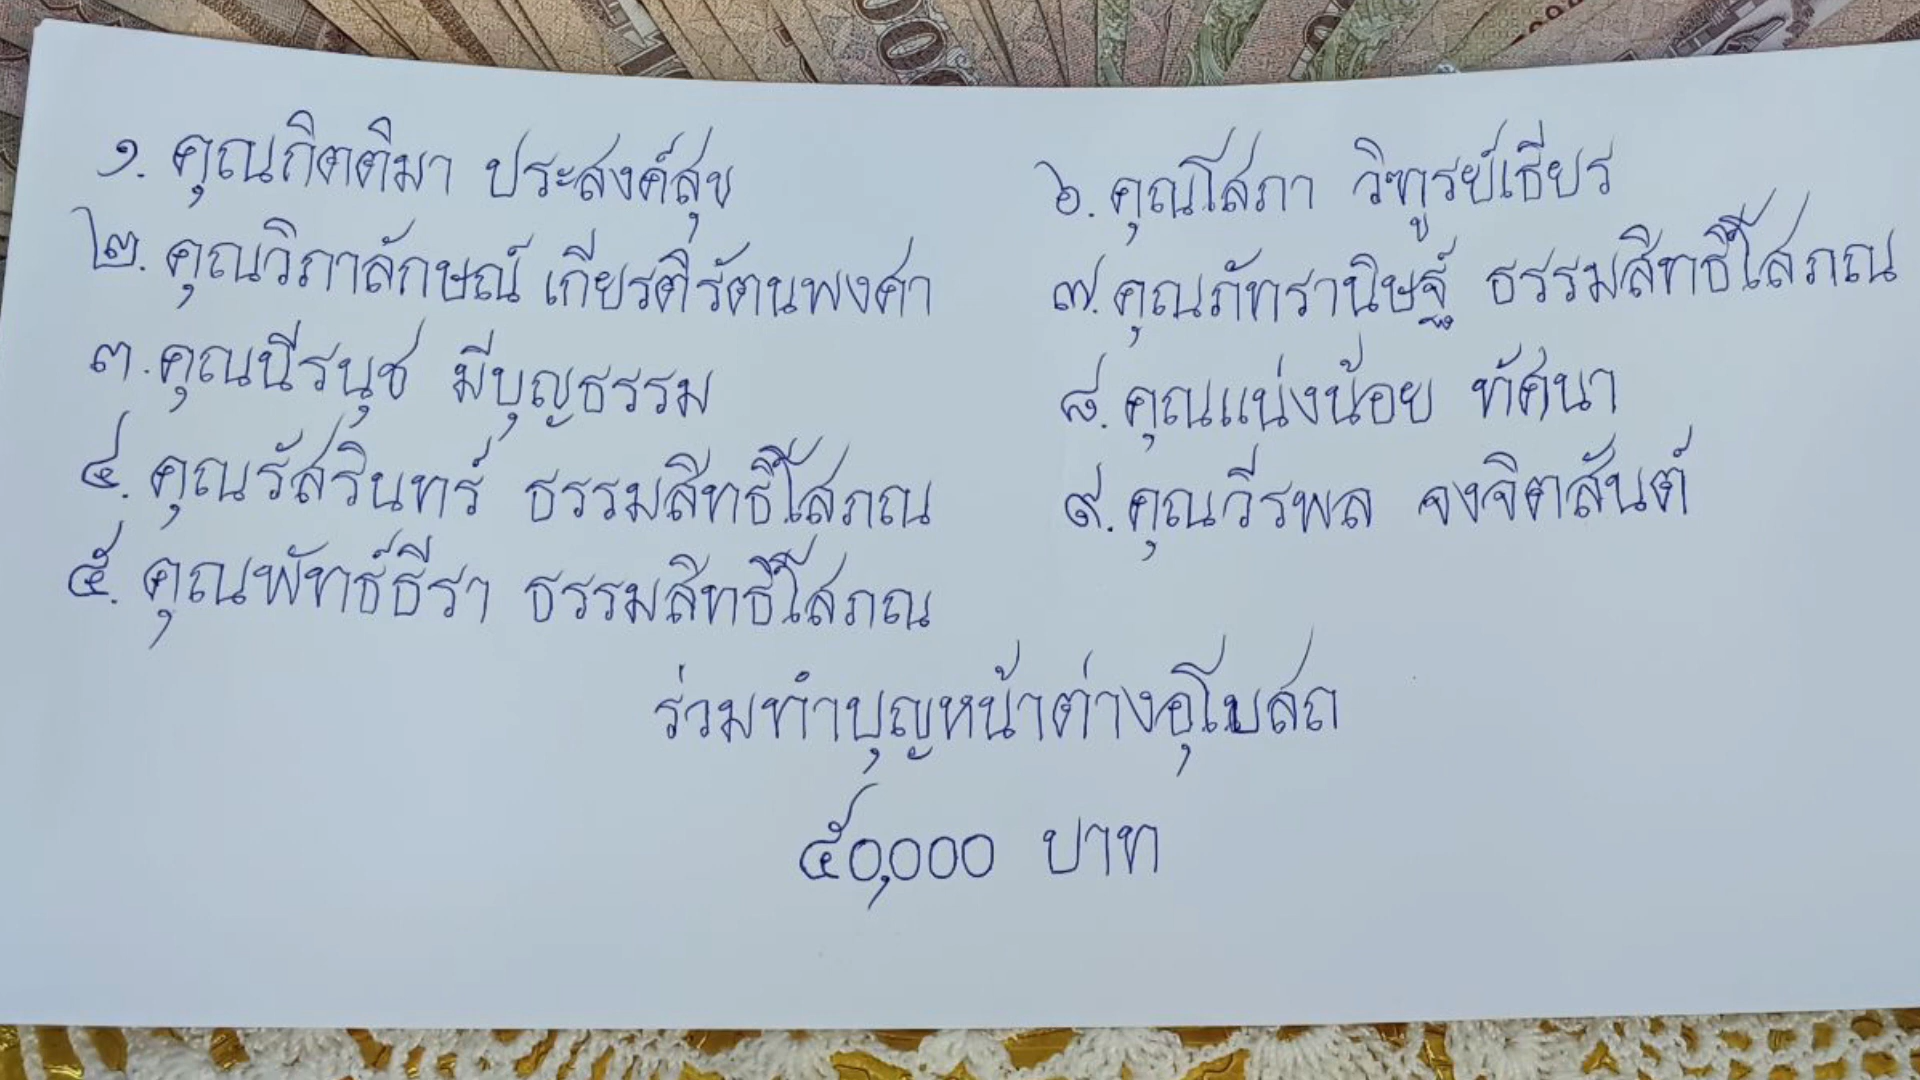 ๑. คุณกิตติมา ประสงค์สุข
๒. คุณวิภาลักษณ์ เกียรติรัตนพงศา
๓. คุณนีรนุช มีบุญธรรม
๔. คุณรัสรินทร์ ธรรมสิทธิ์โสภณ
๕. คุณพัทธ์ธีรา ธรรมสิทธิ์โสภณ
๖. คุณโสภา วิฑูรย์เธียร
๗. คุณภัทรานิษฐ์ ธรรมสิทธิ์โสภณ
๘. คุณแน่งน้อย ทัศนา
๙. คุณวีรพล จงจิตสันต์
ร่วมทำบุญหน้าต่างอุโบสถ
๕๐,๐๐๐ บาท